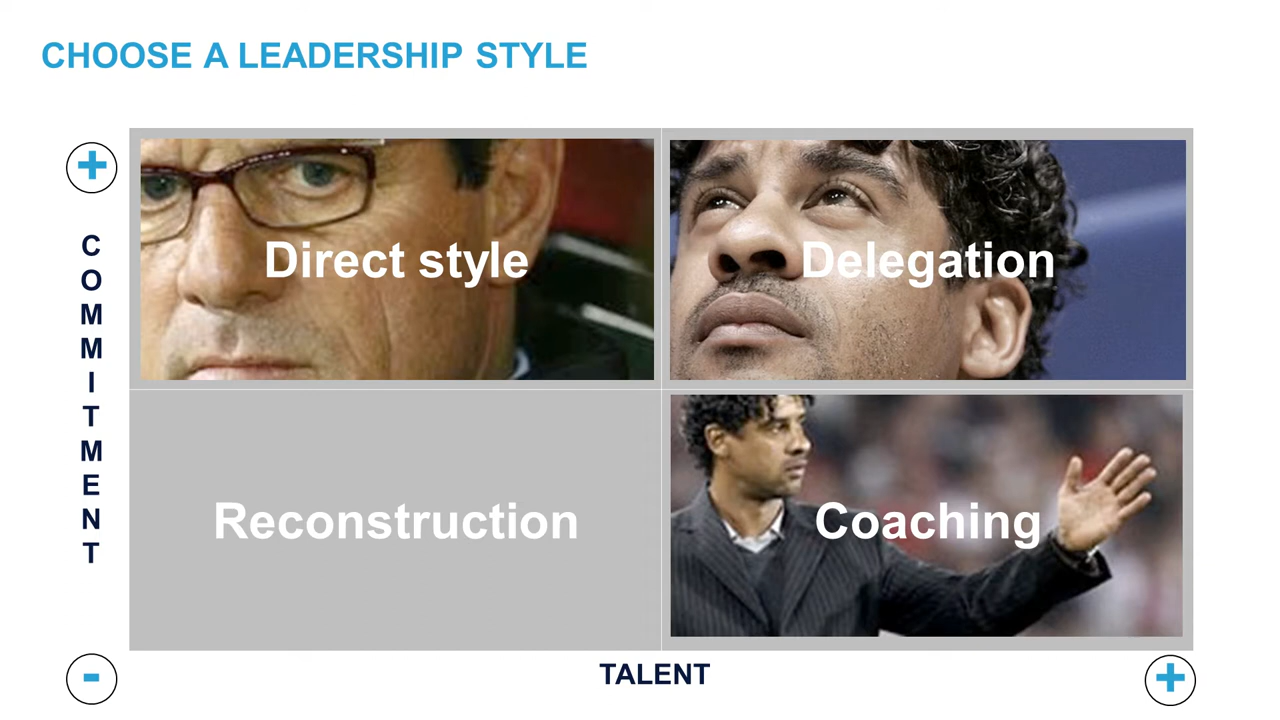 CHOOSE A LEADERSHIP STYLE
+
COMMITMENT
Direct style
Delegation
Reconstruction
Coaching
-
TALENT
+